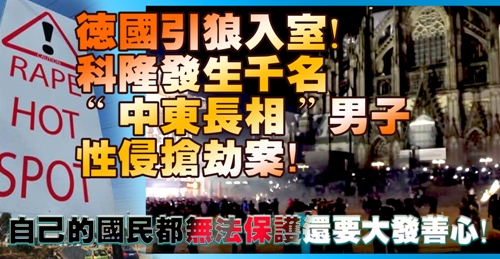 CAUTION
RAPE
HOT
SPOT
德國引狼入室!
科隆發生千名
“中東長相”男子
性侵搶劫案!
自己的國民都無法保護還要大發善心!